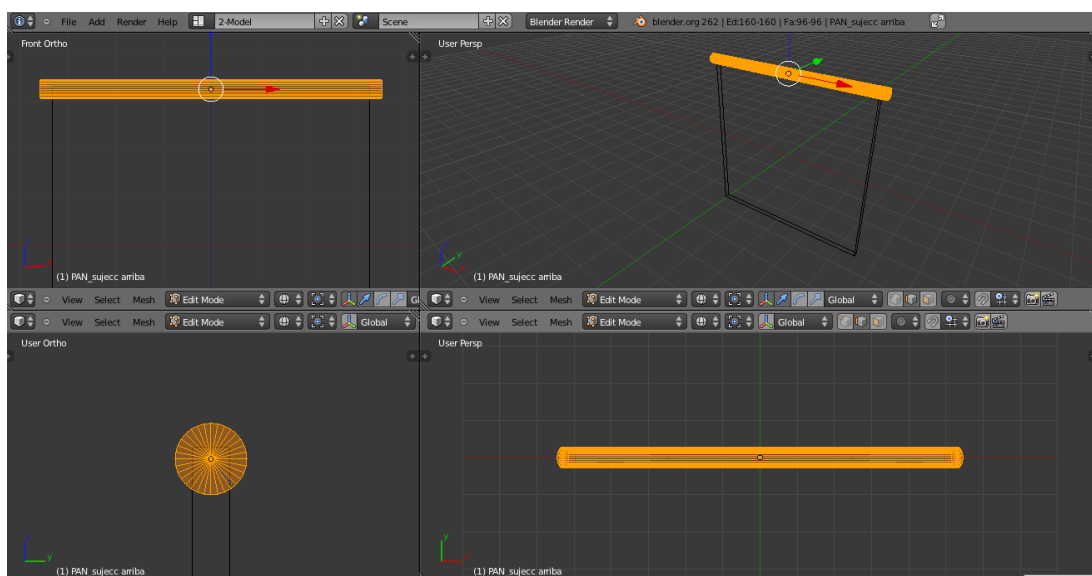 File Add Render Help 2-Model Scene Blender Render blender.org 262 | Ed:160-160 | Fa:96-96 | PAN_sujecc arriba
Front Ortho
(1) PAN_sujecc arriba
User Persp
(1) PAN_sujecc arriba
View Select Mesh Edit Mode Gl
View Select Mesh Edit Mode Global
View Select Mesh Edit Mode Global
View Select Mesh Edit Mode Global
User Ortho
z
y
(1) PAN_sujecc arriba
User Persp
y
(1) PAN_sujecc arriba